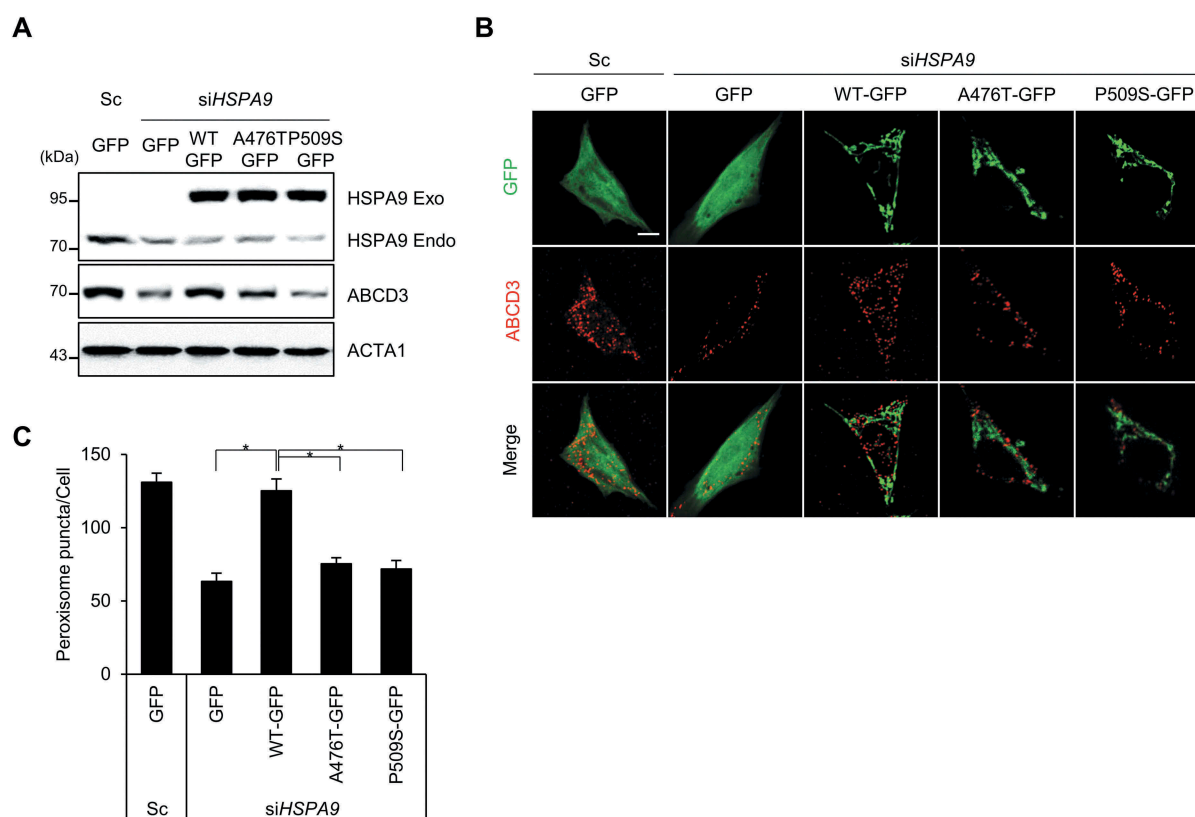 A
Sc siHSPA9
GFP GFP WT GFP A476T GFP P509S GFP
(kDa)
95 HSPA9 Exo
70 HSPA9 Endo
70 ABCD3
43 ACTA1
B
Sc siHSPA9
GFP GFP WT-GFP A476T-GFP P509S-GFP
GFP
ABCD3
Merge
C
Peroxisome puncta/Cell
150
100
50
0
* * *
GFP GFP WT-GFP A476T-GFP P509S-GFP
Sc siHSPA9